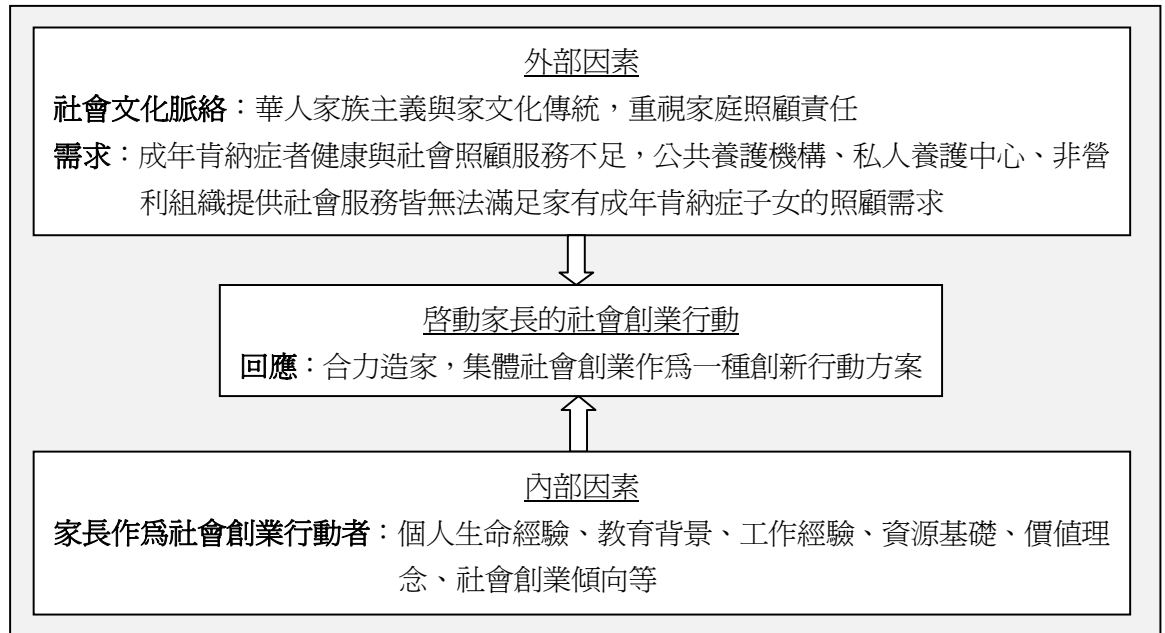 外部因素
社會文化脈絡：華人家族主義與家文化傳統，重視家庭照顧責任
需求：成年肯納症者健康與社會照顧服務不足，公共養護機構、私人養護中心、非營
利組織提供社會服務皆無法滿足家有成年肯納症子女的照顧需求
啓動家長的社會創業行動
回應：合力造家，集體社會創業作爲一種創新行動方案
內部因素
家長作爲社會創業行動者：個人生命經驗、教育背景、工作經驗、資源基礎、價值理
念、社會創業傾向等